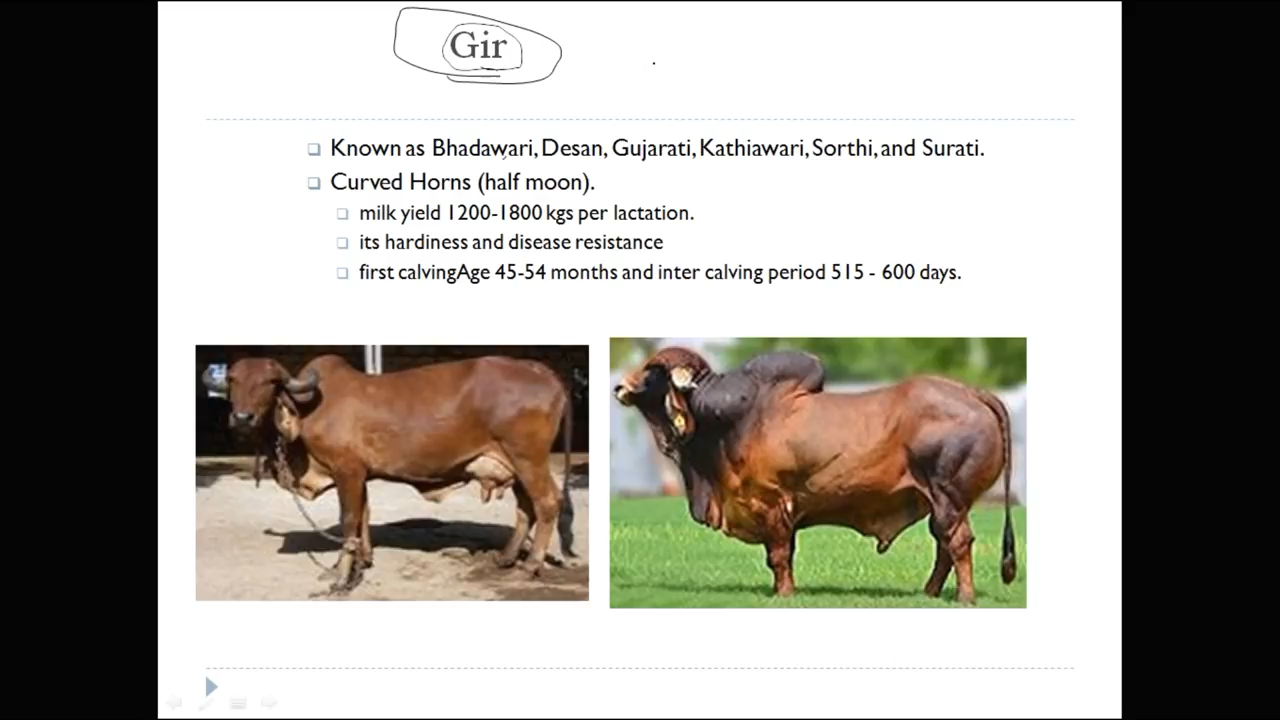 Gir
Known as Bhadawari, Desan, Gujarati, Kathiawari, Sorthi, and Surati.
Curved Horns (half moon).
milk yield 1200-1800 kgs per lactation.
its hardiness and disease resistance
first calvingAge 45-54 months and inter calving period 515 - 600 days.